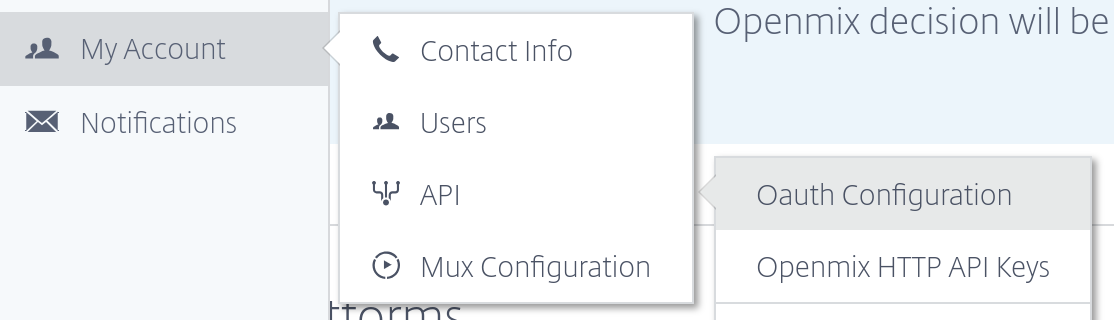 My Account
Notifications
Contact Info
Users
API
Mux Configuration
Openmix decision will be
Oauth Configuration
Openmix HTTP API Keys